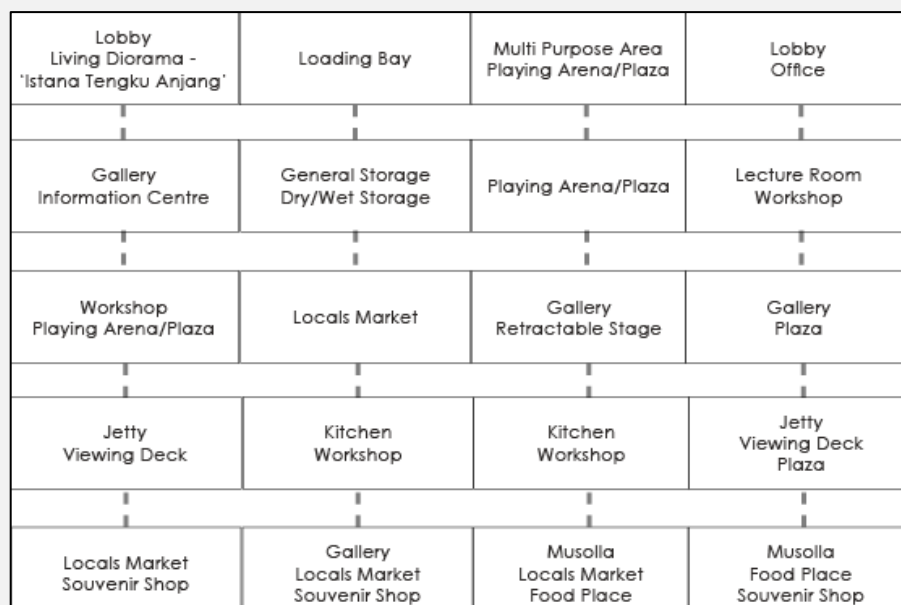 Lobby
Living Diorama -
'Istana Tengku Anjang'
Loading Bay
Multi Purpose Area
Playing Arena/Plaza
Lobby
Office
Gallery
Information Centre
General Storage
Dry/Wet Storage
Playing Arena/Plaza
Lecture Room
Workshop
Workshop
Playing Arena/Plaza
Locals Market
Gallery
Retractable Stage
Gallery
Plaza
Jetty
Viewing Deck
Kitchen
Workshop
Kitchen
Workshop
Jetty
Viewing Deck
Plaza
Locals Market
Souvenir Shop
Gallery
Locals Market
Souvenir Shop
Musolla
Locals Market
Food Place
Musolla
Food Place
Souvenir Shop